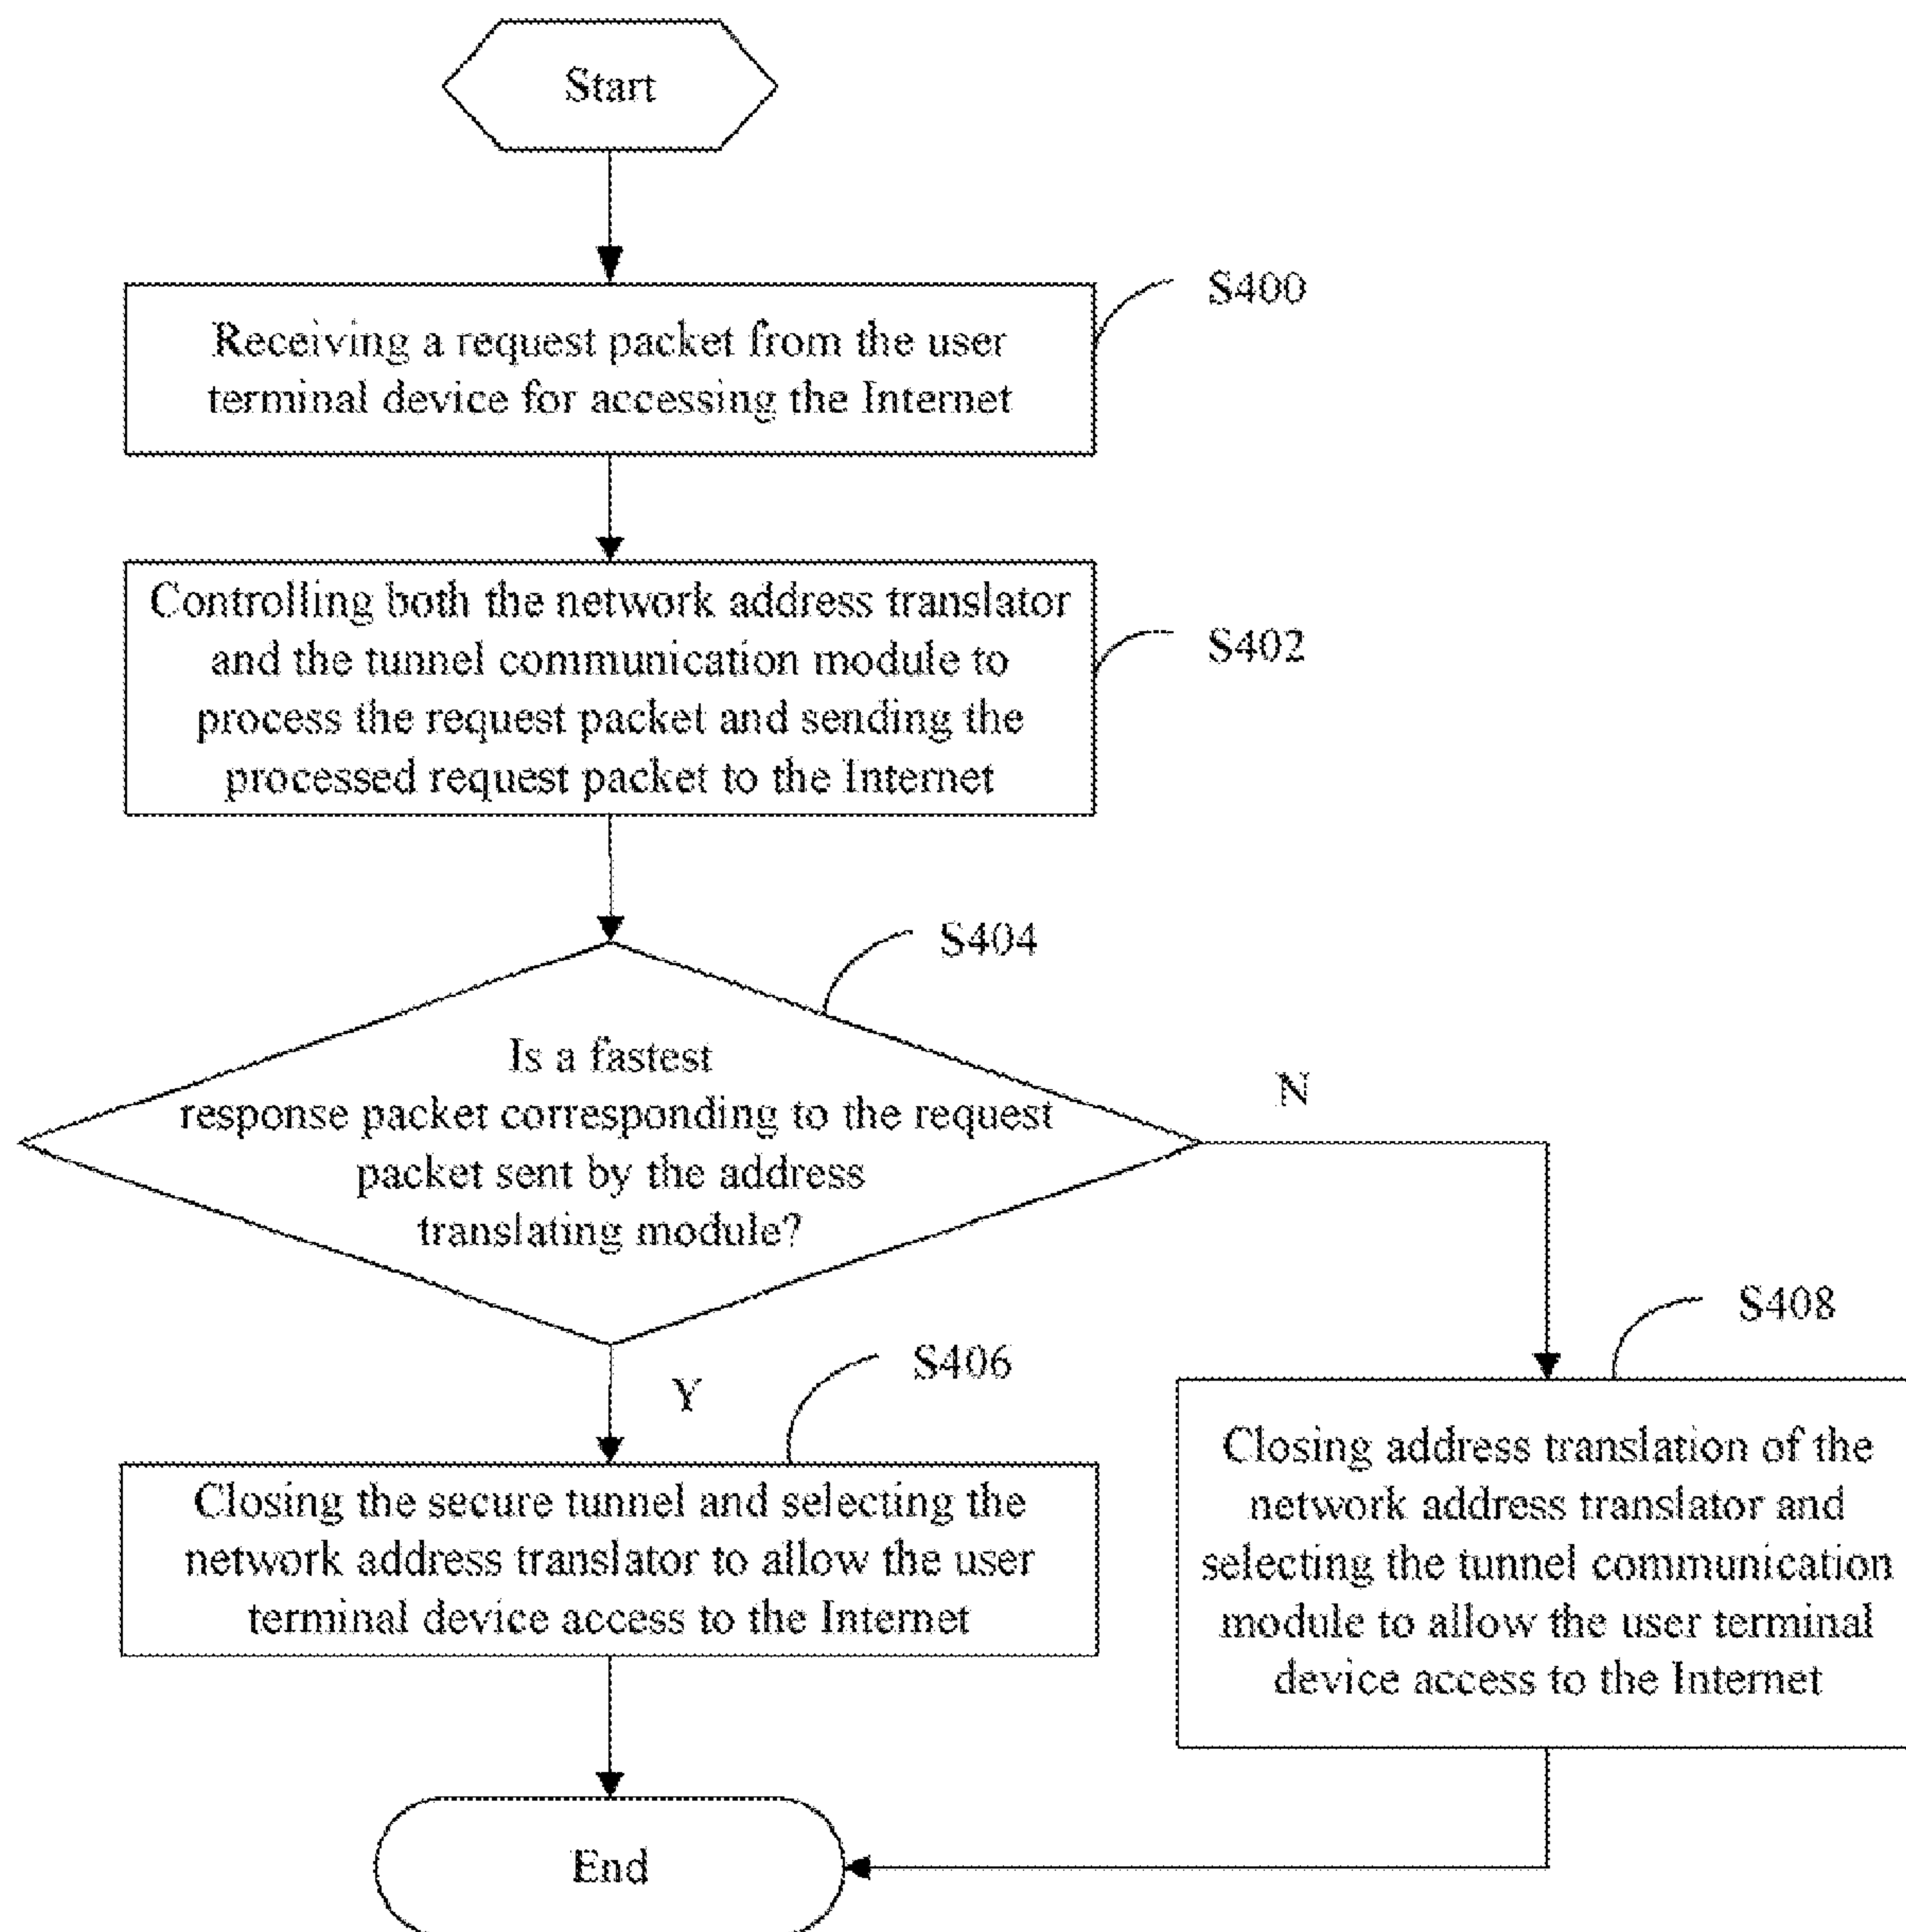 Start
S400
Receiving a request packet from the user
terminal device for accessing the Internet
S402
Controlling both the network address translator
and the tunnel communication module to
process the request packet and sending the
processed request packet to the Internet
S404
Is a fastest
response packet corresponding to the request
packet sent by the address
translating module?
N
Y
S406
Closing the secure tunnel and selecting the
network address translator to allow the user
terminal device access to the Internet
S408
Closing address translation of the
network address translator and
selecting the tunnel communication
module to allow the user terminal
device access to the Internet
End